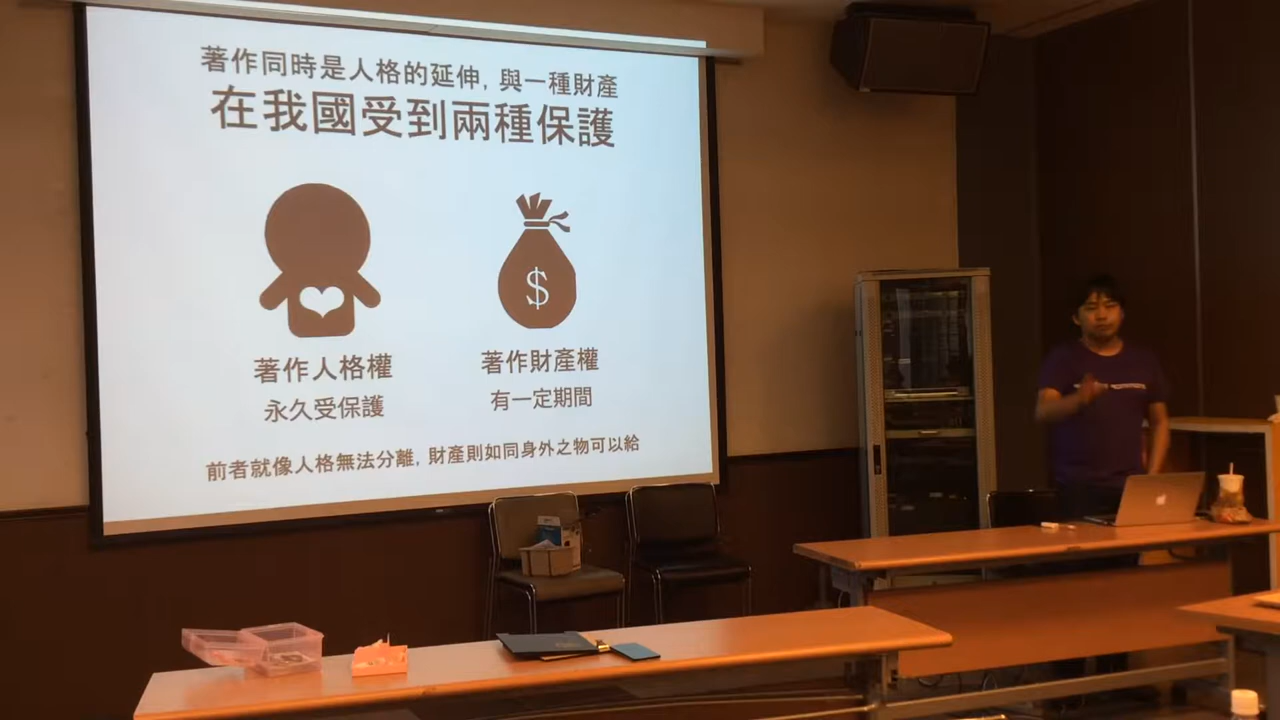 著作同時是人格的延伸, 與一種財產
在我國受到兩種保護
$
著作人格權
永久受保護
著作財產權
有一定期間
前者就像人格無法分離, 財產則如同身外之物可以給